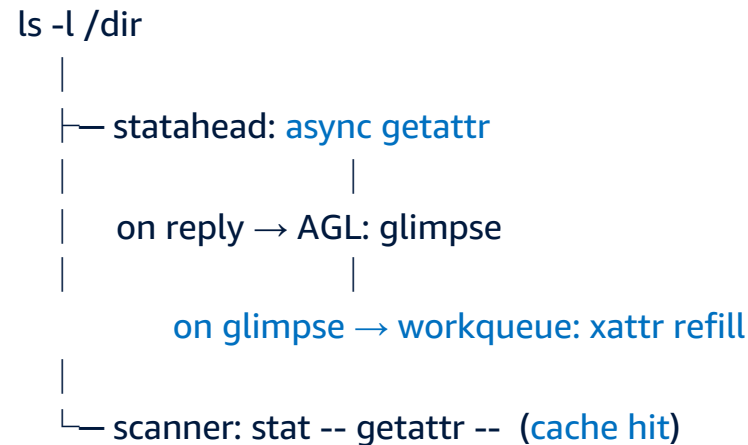 ls -l /dir
statahead: async getattr
on reply → AGL: glimpse
on glimpse → workqueue: xattr refill
scanner: stat -- getattr -- (cache hit)